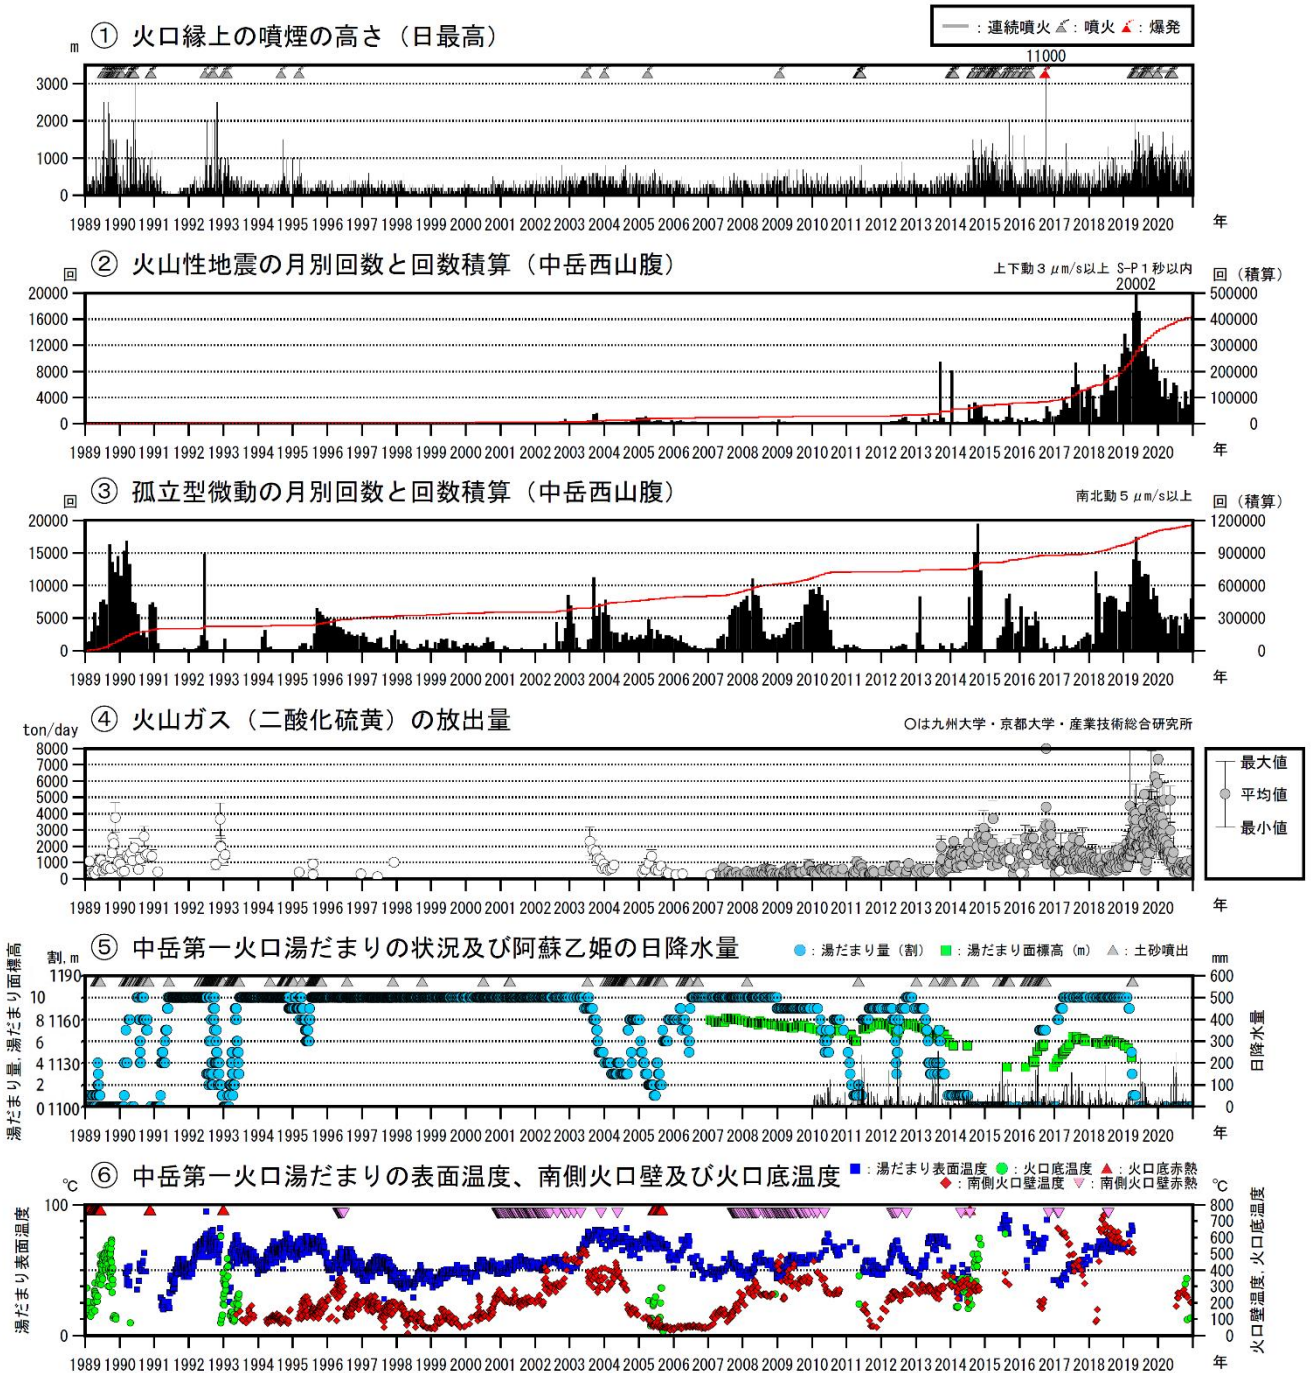 ① 火口縁上の噴煙の高さ（日最高）
― : 連続噴火 : 噴火 : 爆発
11000
m
3000
2000
1000
0
1989 1990 1991 1992 1993 1994 1995 1996 1997 1998 1999 2000 2001 2002 2003 2004 2005 2006 2007 2008 2009 2010 2011 2012 2013 2014 2015 2016 2017 2018 2019 2020 年
② 火山性地震の月別回数と回数積算（中岳西山腹）
上下動３μm/s以上 S-P１秒以内
回
回（積算）
20002
20000 500000
16000 400000
12000 300000
8000 200000
4000 100000
0 0
1989 1990 1991 1992 1993 1994 1995 1996 1997 1998 1999 2000 2001 2002 2003 2004 2005 2006 2007 2008 2009 2010 2011 2012 2013 2014 2015 2016 2017 2018 2019 2020 年
③ 孤立型微動の月別回数と回数積算（中岳西山腹）
南北動５μm/s以上
回
回（積算）
20000 1200000
15000 900000
10000 600000
5000 300000
0 0
1989 1990 1991 1992 1993 1994 1995 1996 1997 1998 1999 2000 2001 2002 2003 2004 2005 2006 2007 2008 2009 2010 2011 2012 2013 2014 2015 2016 2017 2018 2019 2020 年
④ 火山ガス（二酸化硫黄）の放出量
ton/day
○は九州大学・京都大学・産業技術総合研究所
8000
7000
6000
5000
4000
3000
2000
1000
0
最大値
平均値
最小値
1989 1990 1991 1992 1993 1994 1995 1996 1997 1998 1999 2000 2001 2002 2003 2004 2005 2006 2007 2008 2009 2010 2011 2012 2013 2014 2015 2016 2017 2018 2019 2020 年
⑤ 中岳第一火口湯だまりの状況及び阿蘇乙姫の日降水量
: 湯だまり量（割） : 湯だまり面標高（m） : 土砂噴出
割, m
mm
湯だまり量, 湯だまり面標高
日降水量
1190 600
10 500
8 1160 400
6 300
4 1130 200
2 100
0 1100 0
1989 1990 1991 1992 1993 1994 1995 1996 1997 1998 1999 2000 2001 2002 2003 2004 2005 2006 2007 2008 2009 2010 2011 2012 2013 2014 2015 2016 2017 2018 2019 2020 年
⑥ 中岳第一火口湯だまりの表面温度、南側火口壁及び火口底温度
: 湯だまり表面温度 : 火口底温度 : 火口底赤熱
: 南側火口壁温度 : 南側火口壁赤熱
℃
℃
湯だまり表面温度
火口壁温度, 火口底温度
100 800
700
600
500
400
300
200
100
0 0
1989 1990 1991 1992 1993 1994 1995 1996 1997 1998 1999 2000 2001 2002 2003 2004 2005 2006 2007 2008 2009 2010 2011 2012 2013 2014 2015 2016 2017 2018 2019 2020 年